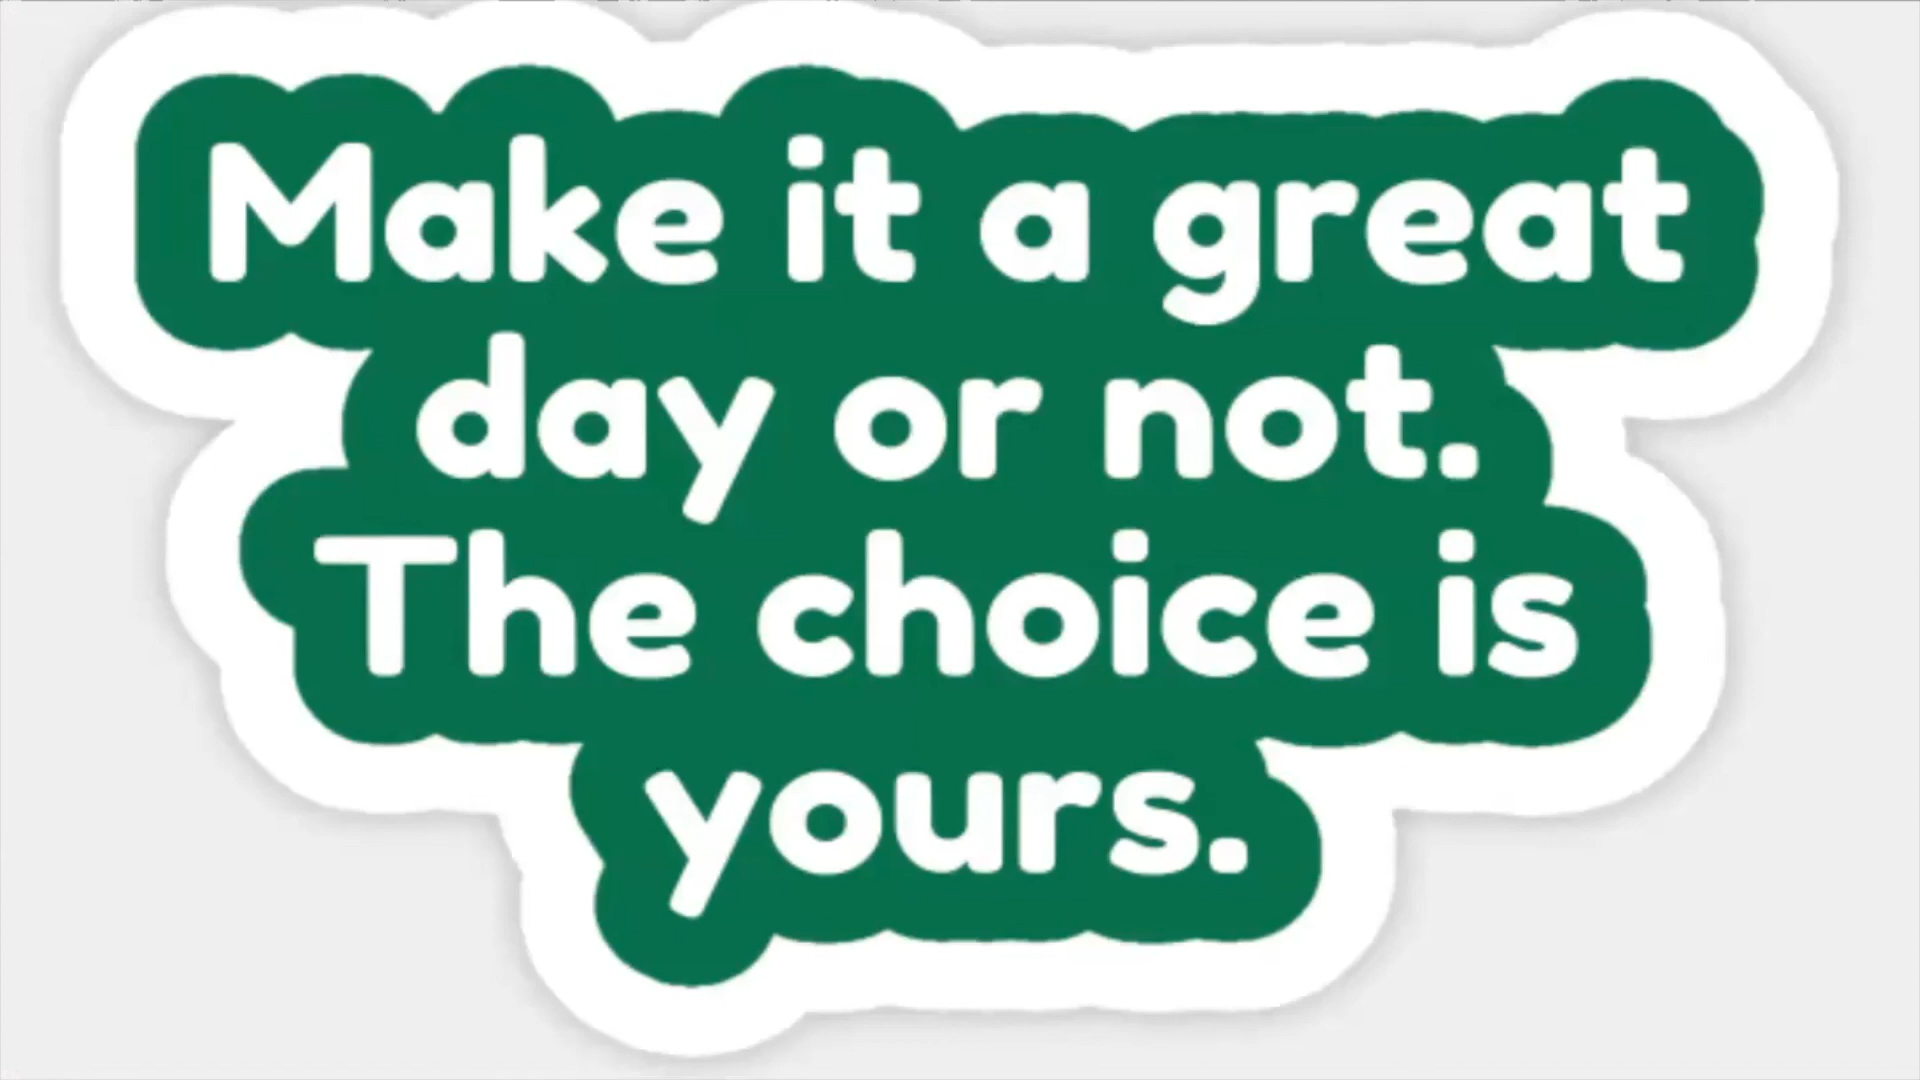 Make it a great
day or not.
The choice is
yours.